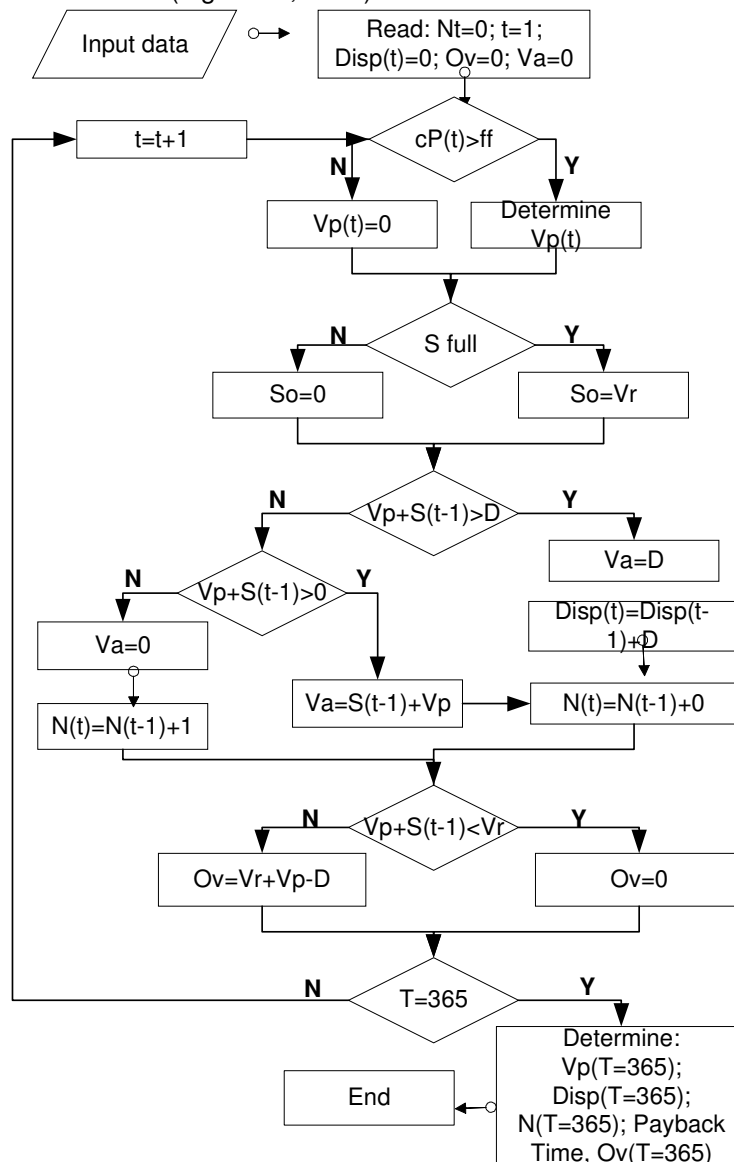 Input data
Read: Nt=0; t=1;
Disp(t)=0; Ov=0; Va=0
t=t+1
cP(t)>ff
N
Y
Vp(t)=0
Determine
Vp(t)
S full
N
Y
So=0
So=Vr
Vp+S(t-1)>D
N
Y
Va=D
Vp+S(t-1)>0
N
Y
Disp(t)=Disp(t-
1)+D
Va=0
Va=S(t-1)+Vp
N(t)=N(t-1)+0
N(t)=N(t-1)+1
Vp+S(t-1)<Vr
N
Y
Ov=Vr+Vp-D
Ov=0
T=365
N
Y
Determine:
Vp(T=365);
Disp(T=365);
N(T=365); Payback
Time, Ov(T=365)
End